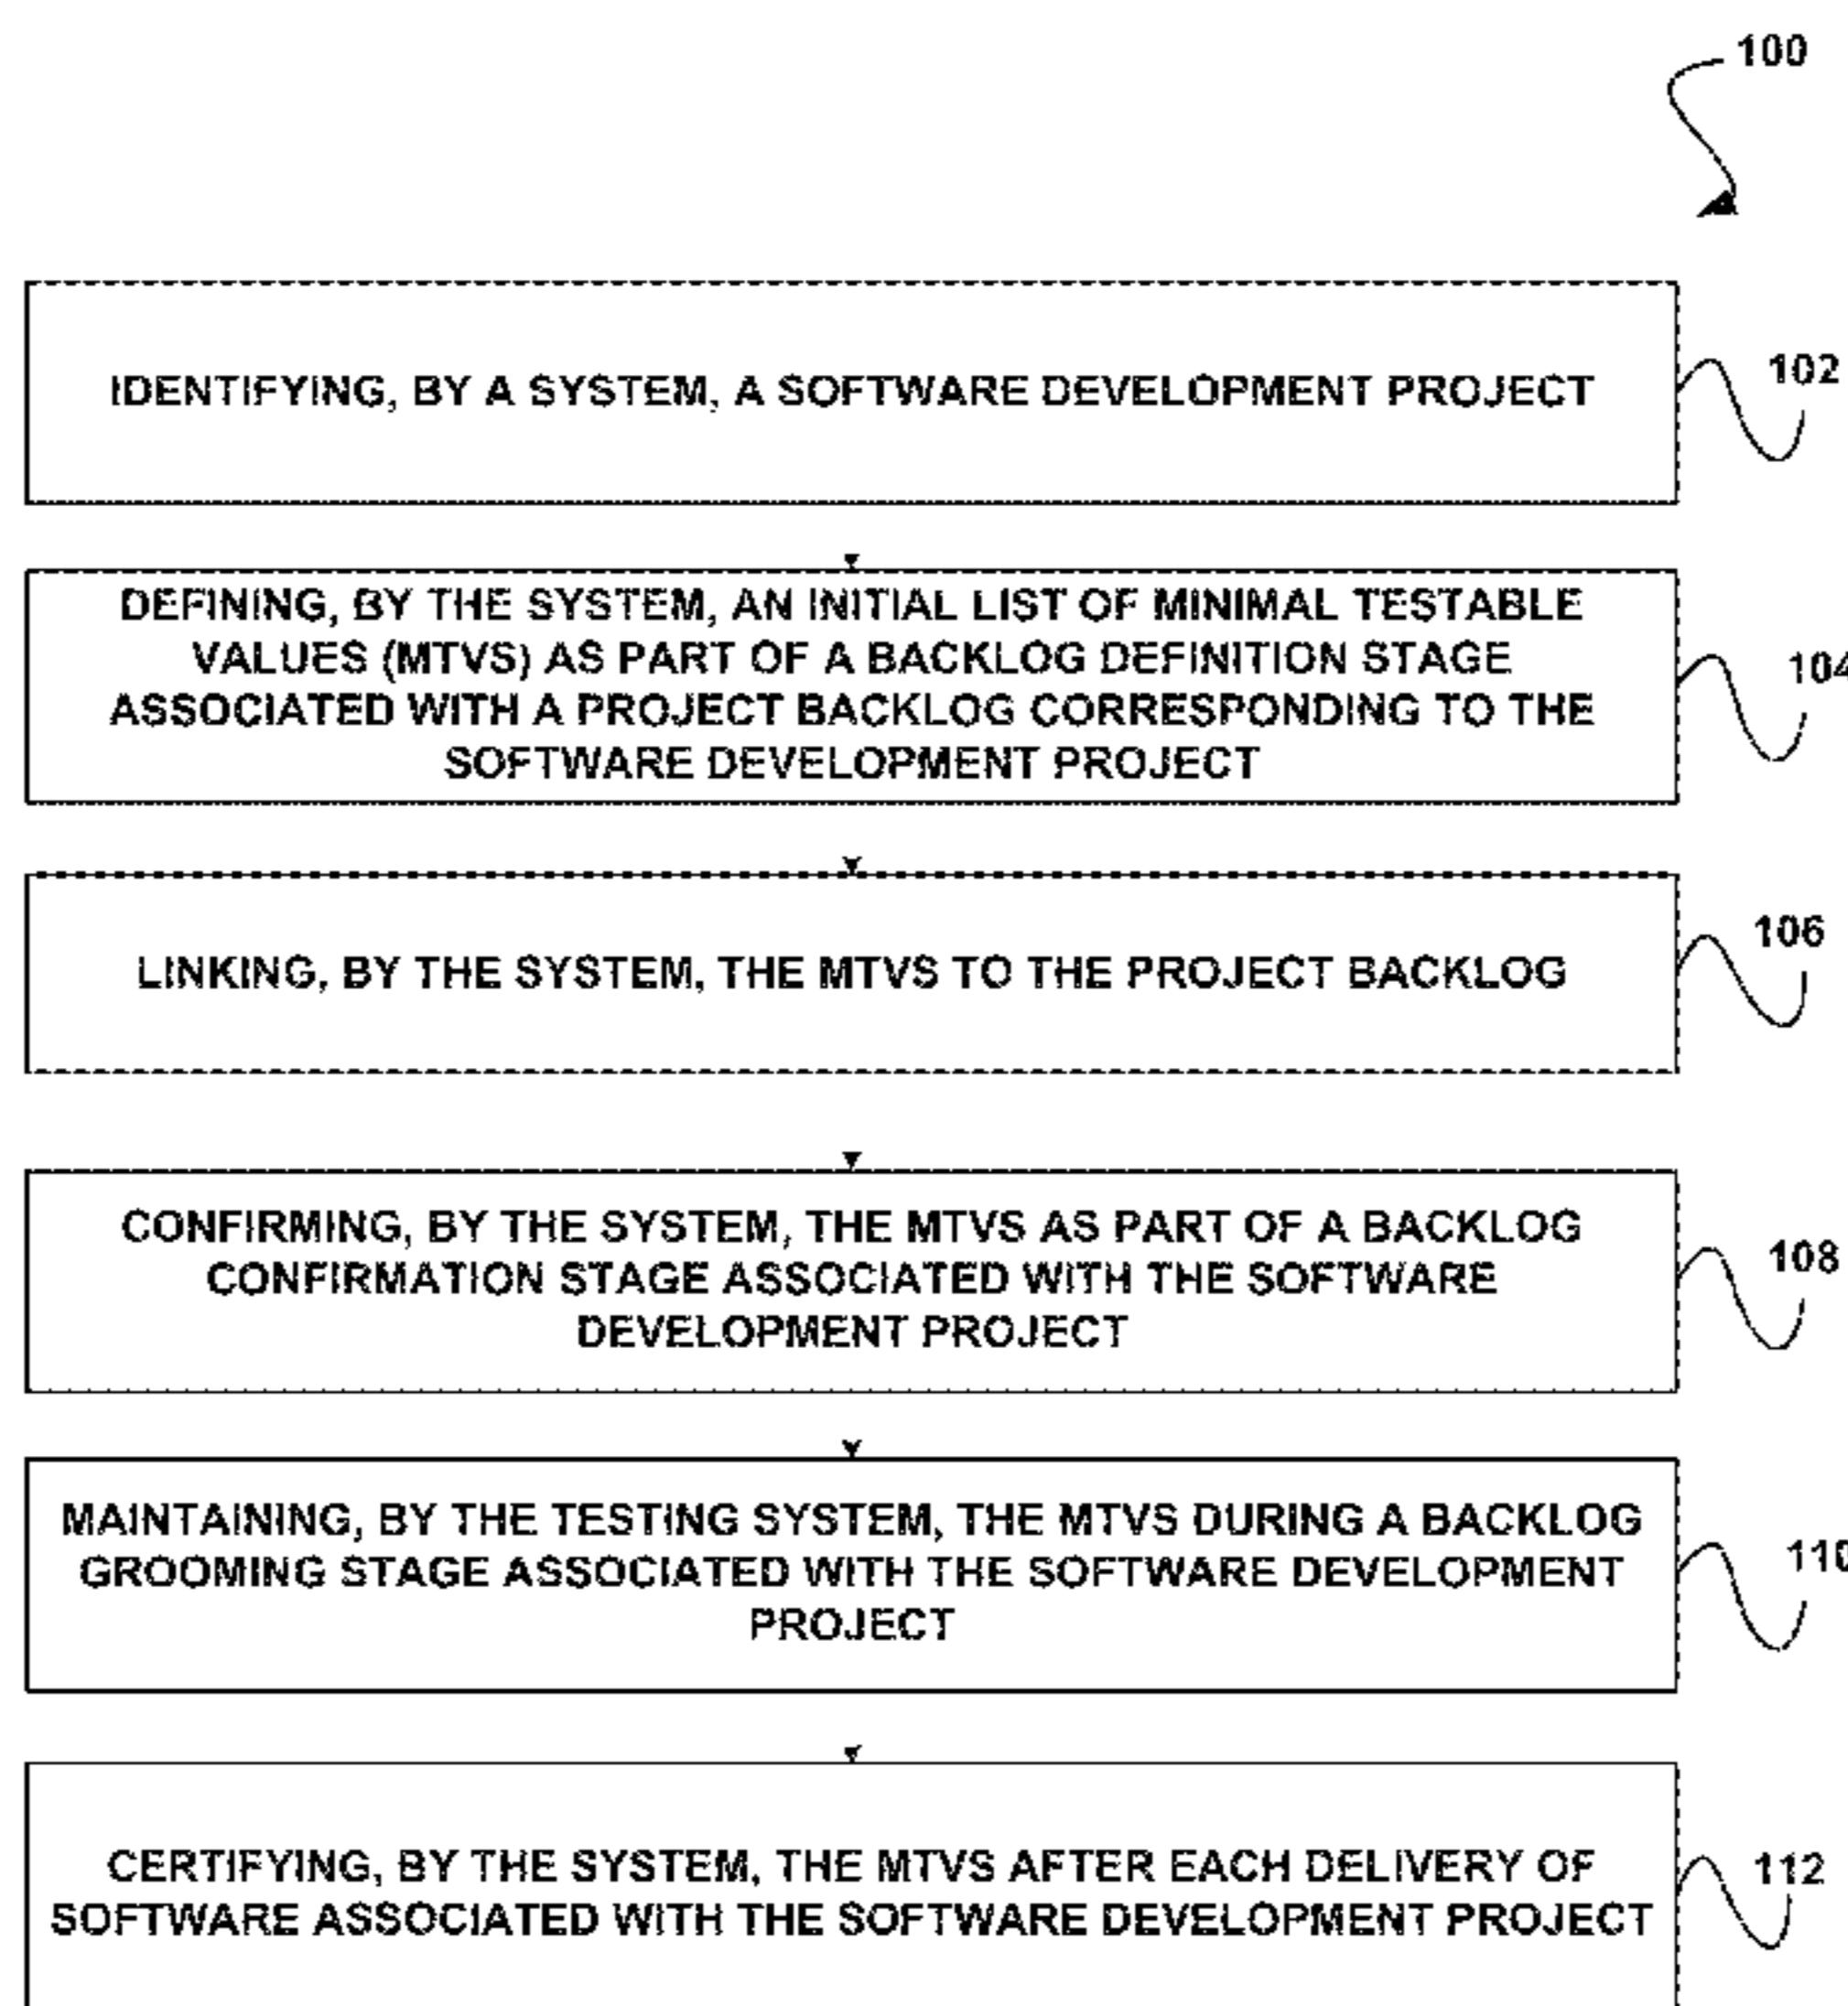 100
IDENTIFYING, BY A SYSTEM, A SOFTWARE DEVELOPMENT PROJECT
102
DEFINING, BY THE SYSTEM, AN INITIAL LIST OF MINIMAL TESTABLE
VALUES (MTVS) AS PART OF A BACKLOG DEFINITION STAGE
ASSOCIATED WITH A PROJECT BACKLOG CORRESPONDING TO THE
SOFTWARE DEVELOPMENT PROJECT
104
LINKING, BY THE SYSTEM, THE MTVS TO THE PROJECT BACKLOG
106
CONFIRMING, BY THE SYSTEM, THE MTVS AS PART OF A BACKLOG
CONFIRMATION STAGE ASSOCIATED WITH THE SOFTWARE
DEVELOPMENT PROJECT
108
MAINTAINING, BY THE TESTING SYSTEM, THE MTVS DURING A BACKLOG
GROOMING STAGE ASSOCIATED WITH THE SOFTWARE DEVELOPMENT
PROJECT
110
CERTIFYING, BY THE SYSTEM, THE MTVS AFTER EACH DELIVERY OF
SOFTWARE ASSOCIATED WITH THE SOFTWARE DEVELOPMENT PROJECT
112